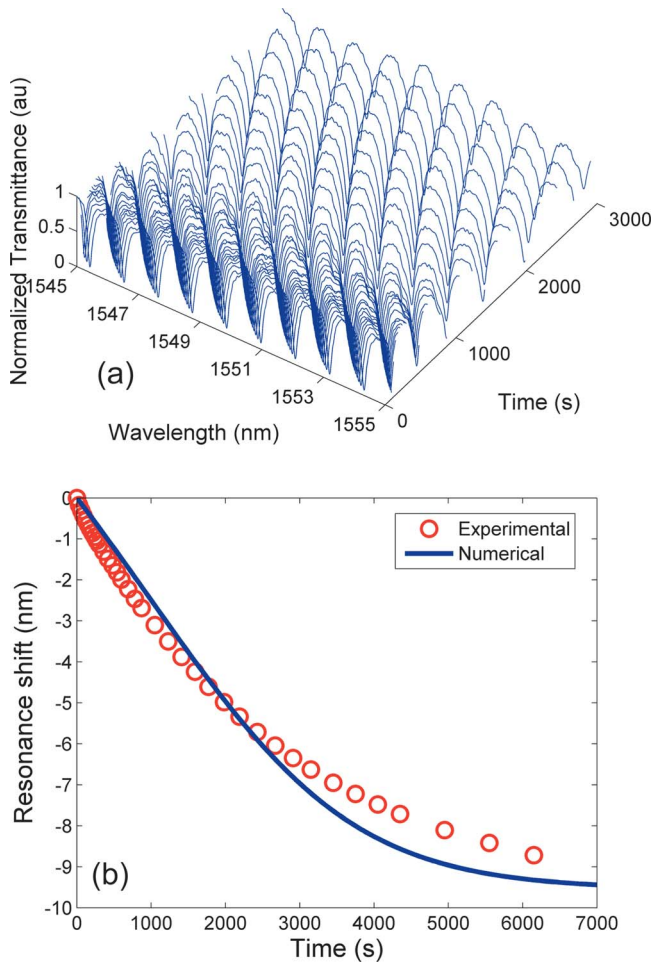 Normalized Transmittance (au)
1
0.5
0
1545
1547
1549
1551
1553
1555
0
1000
2000
3000
(a)
Time (s)
Wavelength (nm)
0
-1
-2
-3
-4
-5
-6
-7
-8
-9
-10
Resonance shift (nm)
Experimental
Numerical
(b)
0 1000 2000 3000 4000 5000 6000 7000
Time (s)